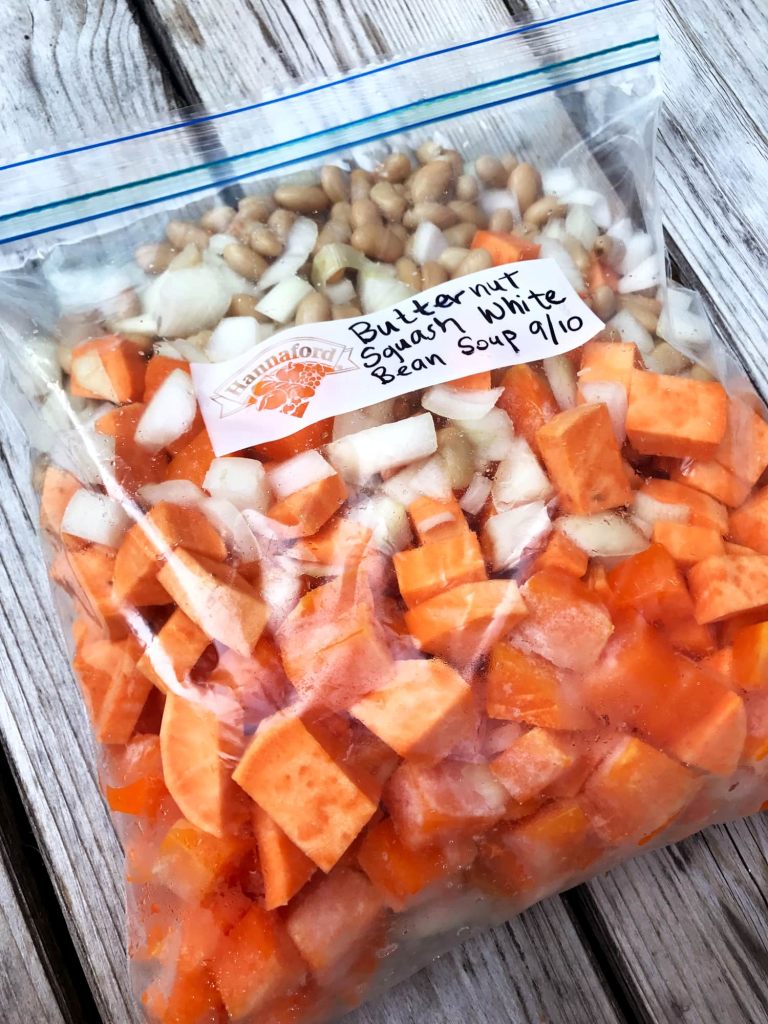 Hannaford
Butternut
Squash White
Bean Soup 9/10